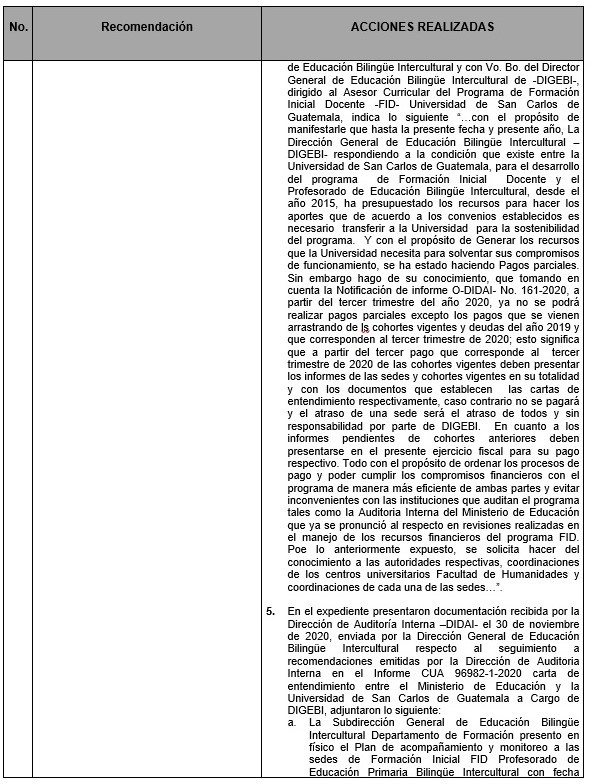 No. Recomendación ACCIONES REALIZADAS
de Educación Bilingüe Intercultural y con Vo. Bo. del Director
General de Educación Bilingüe Intercultural de -DIGEBI-,
dirigido al Asesor Curricular del Programa de Formación
Inicial Docente -FID- Universidad de San Carlos de
Guatemala, indica lo siguiente “…con el propósito de
manifestarle que hasta la presente fecha y presente año, La
Dirección General de Educación Bilingüe Intercultural –
DIGEBI- respondiendo a la condición que existe entre la
Universidad de San Carlos de Guatemala, para el desarrollo
del programa de Formación Inicial Docente y el
Profesorado de Educación Bilingüe Intercultural, desde el
año 2015, ha presupuestado los recursos para hacer los
aportes que de acuerdo a los convenios establecidos es
necesario transferir a la Universidad para la sostenibilidad
del programa. Y con el propósito de Generar los recursos
que la Universidad necesita para solventar sus compromisos
de funcionamiento, se ha estado haciendo Pagos parciales.
Sin embargo hago de su conocimiento, que tomando en
cuenta la Notificación de informe O-DIDAI- No. 161-2020, a
partir del tercer trimestre del año 2020, ya no se podrá
realizar pagos parciales excepto los pagos que se vienen
arrastrando de ls cohortes vigentes y deudas del año 2019 y
que corresponden al tercer trimestre de 2020; esto significa
que a partir del tercer pago que corresponde al tercer
trimestre de 2020 de las cohortes vigentes deben presentar
los informes de las sedes y cohortes vigentes en su totalidad
y con los documentos que establecen las cartas de
entendimiento respectivamente, caso contrario no se pagará
y el atraso de una sede será el atraso de todos y sin
responsabilidad por parte de DIGEBI. En cuanto a los
informes pendientes de cohortes anteriores deben
presentarse en el presente ejercicio fiscal para su pago
respectivo. Todo con el propósito de ordenar los procesos de
pago y poder cumplir los compromisos financieros con el
programa de manera más eficiente de ambas partes y evitar
inconvenientes con las instituciones que auditan el programa
tales como la Auditoria Interna del Ministerio de Educación
que ya se pronunció al respecto en revisiones realizadas en
el manejo de los recursos financieros del programa FID.
Poe lo anteriormente expuesto, se solicita hacer del
conocimiento a las autoridades respectivas, coordinaciones
de los centros universitarios Facultad de Humanidades y
coordinaciones de cada una de las sedes…”.
5. En el expediente presentaron documentación recibida por la
Dirección de Auditoría Interna –DIDAI- el 30 de noviembre
de 2020, enviada por la Dirección General de Educación
Bilingüe Intercultural respecto al seguimiento a
recomendaciones emitidas por la Dirección de Auditoria
Interna en el Informe CUA 96982-1-2020 carta de
entendimiento entre el Ministerio de Educación y la
Universidad de San Carlos de Guatemala a Cargo de
DIGEBI, adjuntaron lo siguiente:
a. La Subdirección General de Educación Bilingüe
Intercultural Departamento de Formación presento en
físico el Plan de acompañamiento y monitoreo a las
sedes de Formación Inicial FID Profesorado de
Educación Primaria Bilingüe Intercultural con fecha